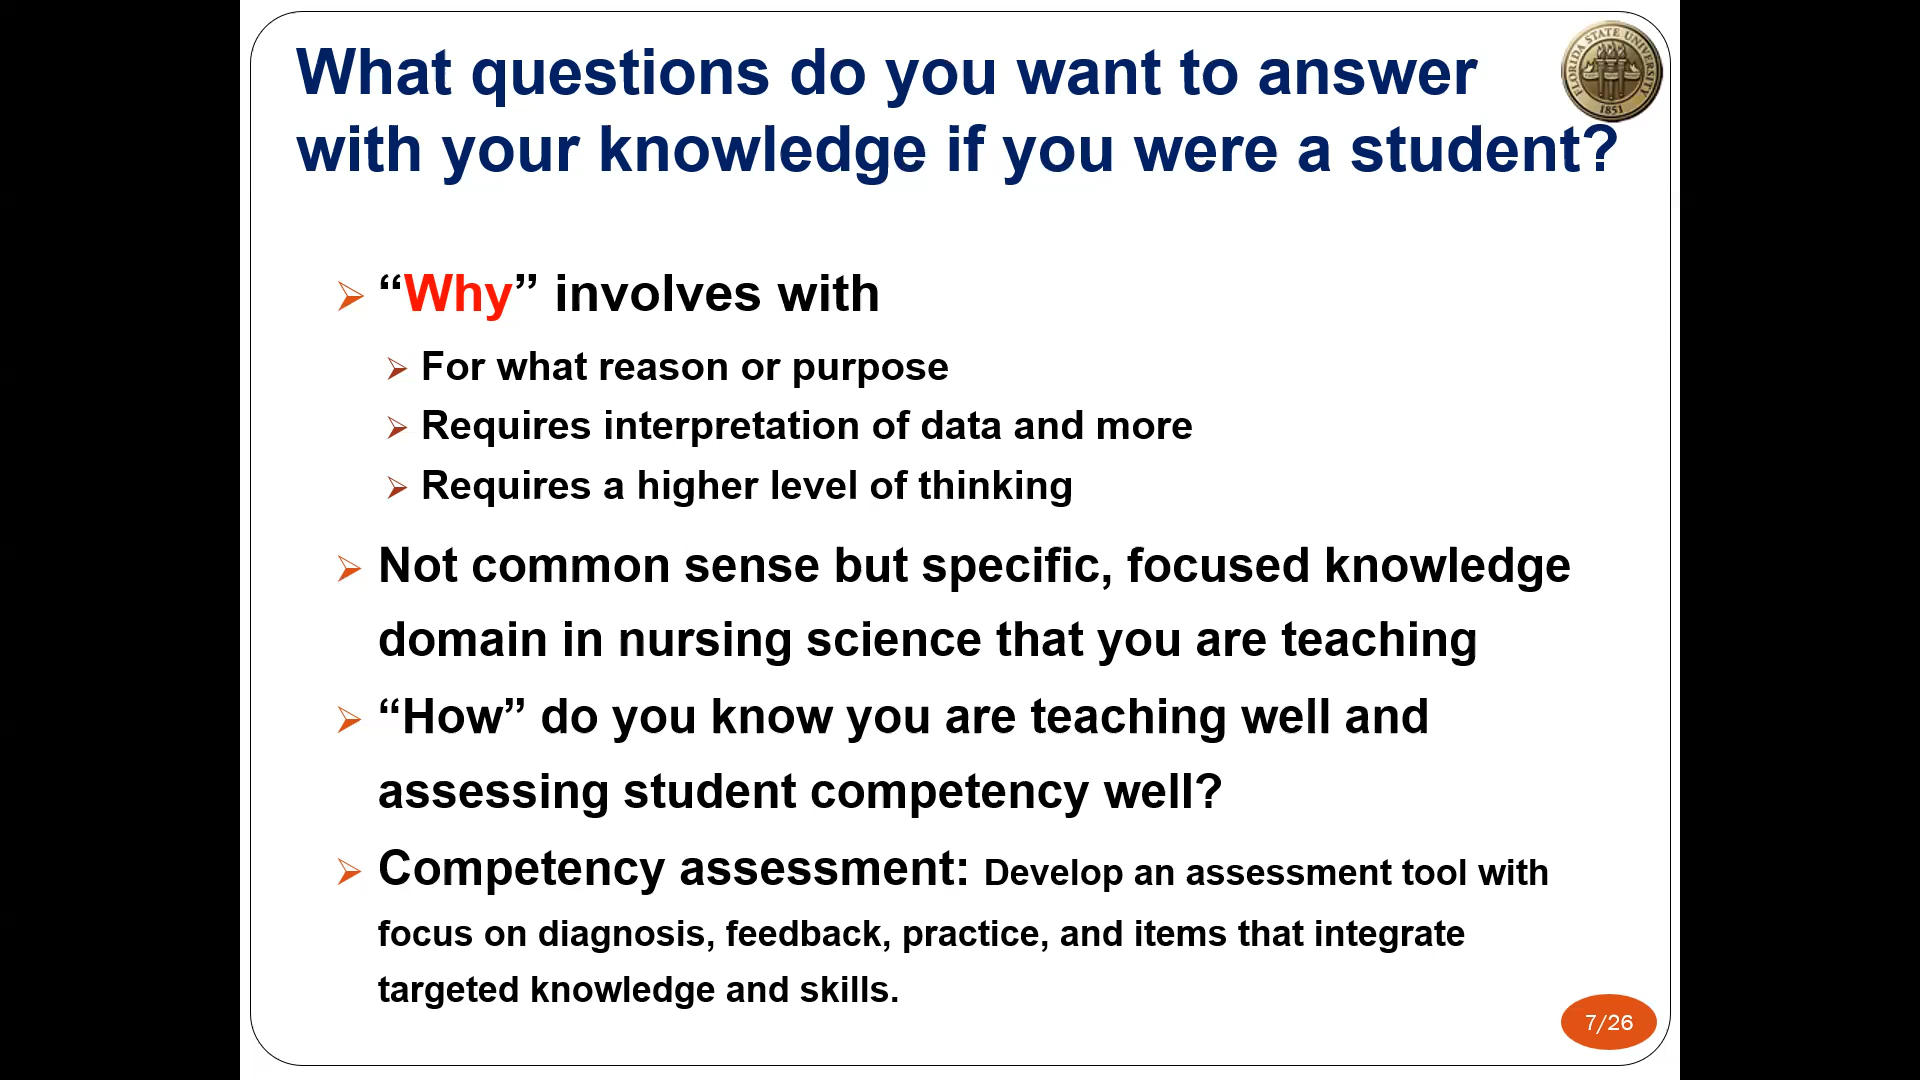 What questions do you want to answer
with your knowledge if you were a student?
FLORIDA STATE UNIVERSITY
1851
“Why” involves with
For what reason or purpose
Requires interpretation of data and more
Requires a higher level of thinking
Not common sense but specific, focused knowledge
domain in nursing science that you are teaching
“How” do you know you are teaching well and
assessing student competency well?
Competency assessment: Develop an assessment tool with
focus on diagnosis, feedback, practice, and items that integrate
targeted knowledge and skills.
7/26